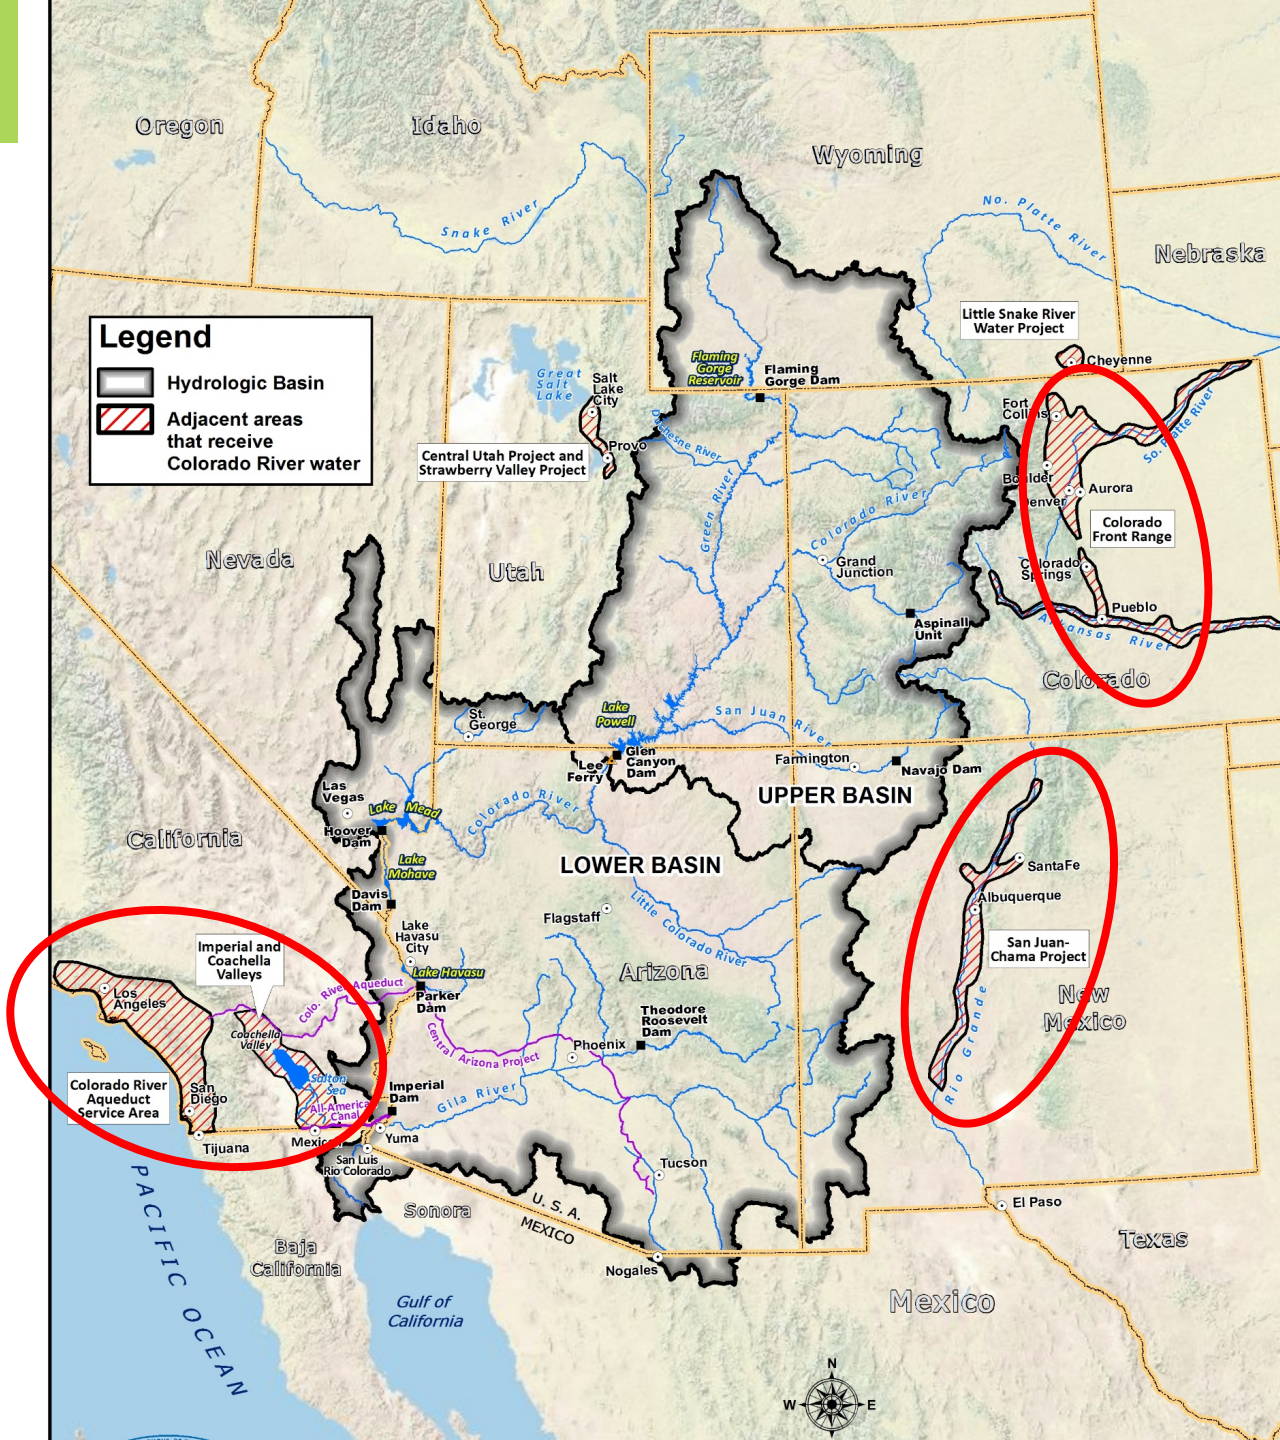 Oregon
Idaho
Wyoming
Nebraska
Snake River
No. Platte River
Legend
Hydrologic Basin
Adjacent areas
that receive
Colorado River water
Little Snake River
Water Project
Cheyenne
Flaming
Gorge
Reservoir
Flaming
Gorge Dam
Great
Salt
Lake
Salt
Lake
City
Provo
Duchesne River
Central Utah Project and
Strawberry Valley Project
Fort
Collins
So. Platte River
Boulder
Denver
Aurora
Colorado
Front Range
Green River
Colorado River
Grand
Junction
Colorado
Springs
Pueblo
Arkansas River
Aspinall
Unit
Nevada
Utah
Colorado
St.
George
Lake
Powell
San Juan River
Lee
Ferry
Glen
Canyon
Dam
Farmington
Navajo Dam
UPPER BASIN
Las
Vegas
Lake Mead
Colorado River
Hoover
Dam
California
LOWER BASIN
Lake
Mohave
Davis
Dam
SantaFe
Albuquerque
Flagstaff
Little Colorado River
Lake
Havasu
City
Imperial and
Coachella
Valleys
San Juan-
Chama Project
Lake Havasu
Arizona
Colo. River Aqueduct
Los
Angeles
Parker
Dam
New
Mexico
Rio Grande
Theodore
Roosevelt
Dam
Coachella
Valley
Central Arizona Project
Phoenix
Colorado River
Aqueduct
Service Area
San
Diego
Salton
Sea
Imperial
Dam
All-America
Canal
Gila River
Tijuana
Yuma
San Luis
Rio Colorado
Tucson
U. S. A.
MEXICO
El Paso
Sonora
Texas
Baja
California
Nogales
PACIFIC OCEAN
Gulf of
California
Mexico
N
W
E
S